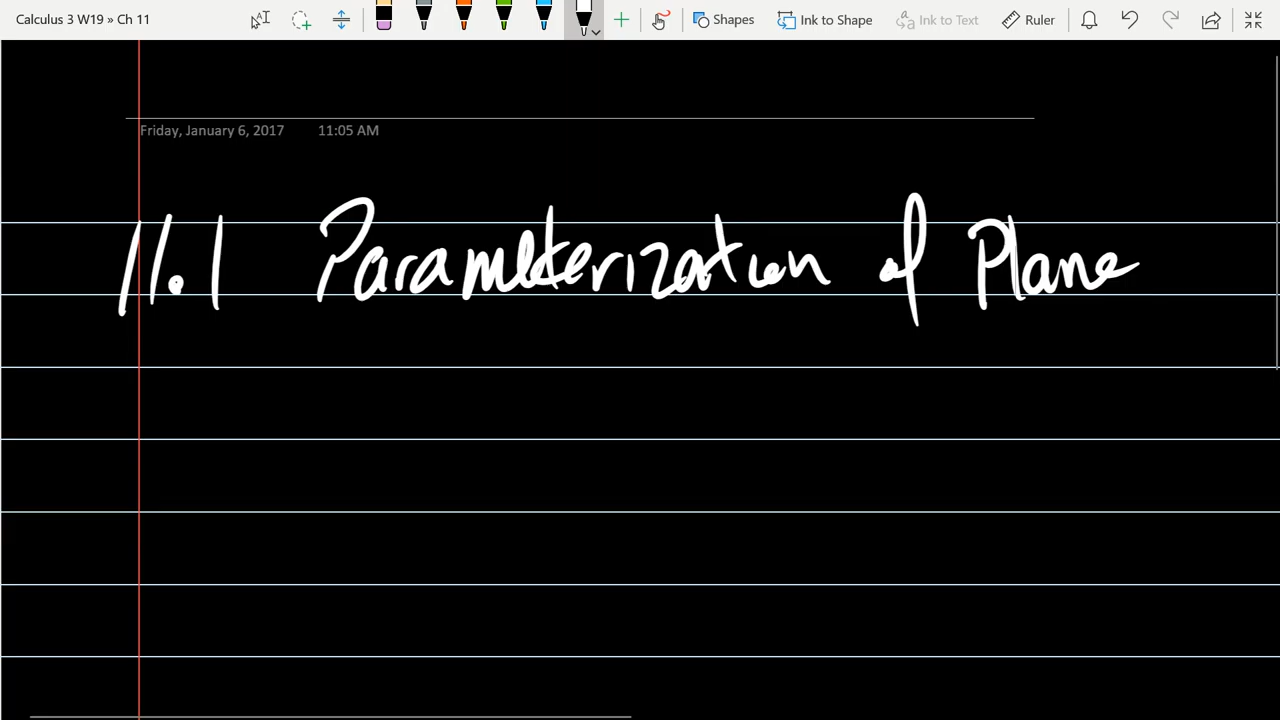 Calculus 3 W19 » Ch 11
Shapes
Ink to Shape
Ink to Text
Ruler
Friday, January 6, 2017 11:05 AM
11.1 Parameterization of Plane